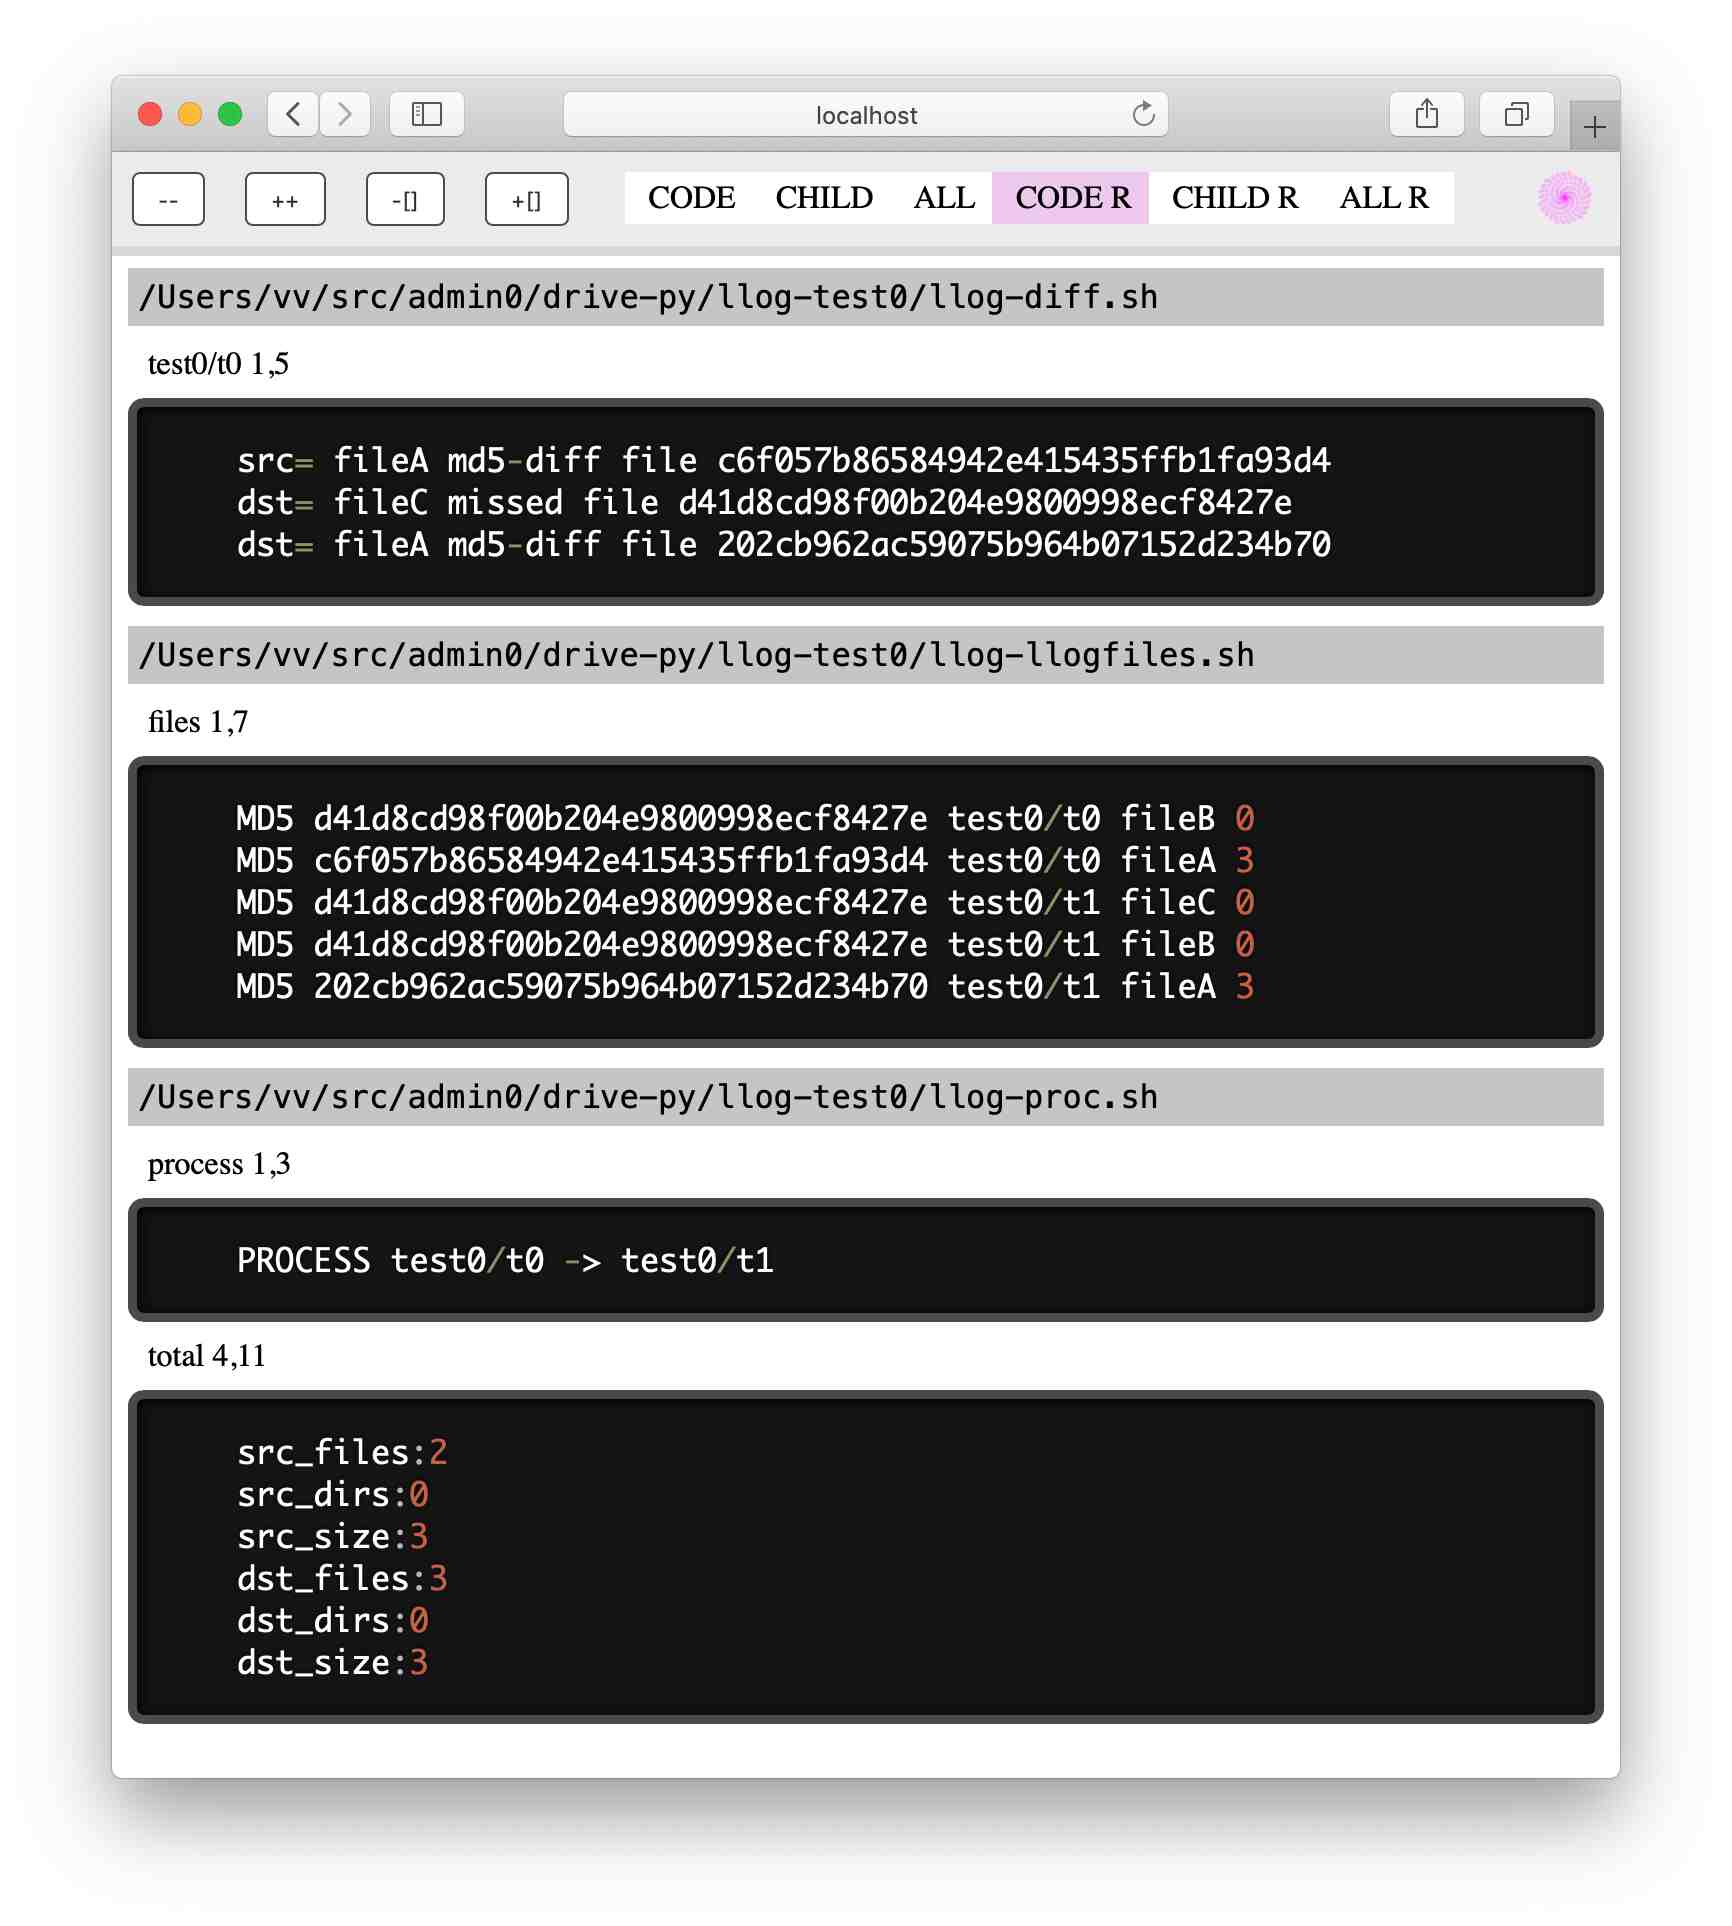 localhost
-- ++ -[] +[] CODE CHILD ALL CODE R CHILD R ALL R
/Users/vv/src/admin0/drive-py/llog-test0/llog-diff.sh
test0/t0 1,5
src= fileA md5-diff file c6f057b86584942e415435ffb1fa93d4
dst= fileC missed file d41d8cd98f00b204e9800998ecf8427e
dst= fileA md5-diff file 202cb962ac59075b964b07152d234b70
/Users/vv/src/admin0/drive-py/llog-test0/llog-llogfiles.sh
files 1,7
MD5 d41d8cd98f00b204e9800998ecf8427e test0/t0 fileB 0
MD5 c6f057b86584942e415435ffb1fa93d4 test0/t0 fileA 3
MD5 d41d8cd98f00b204e9800998ecf8427e test0/t1 fileC 0
MD5 d41d8cd98f00b204e9800998ecf8427e test0/t1 fileB 0
MD5 202cb962ac59075b964b07152d234b70 test0/t1 fileA 3
/Users/vv/src/admin0/drive-py/llog-test0/llog-proc.sh
process 1,3
PROCESS test0/t0 -> test0/t1
total 4,11
src_files:2
src_dirs:0
src_size:3
dst_files:3
dst_dirs:0
dst_size:3